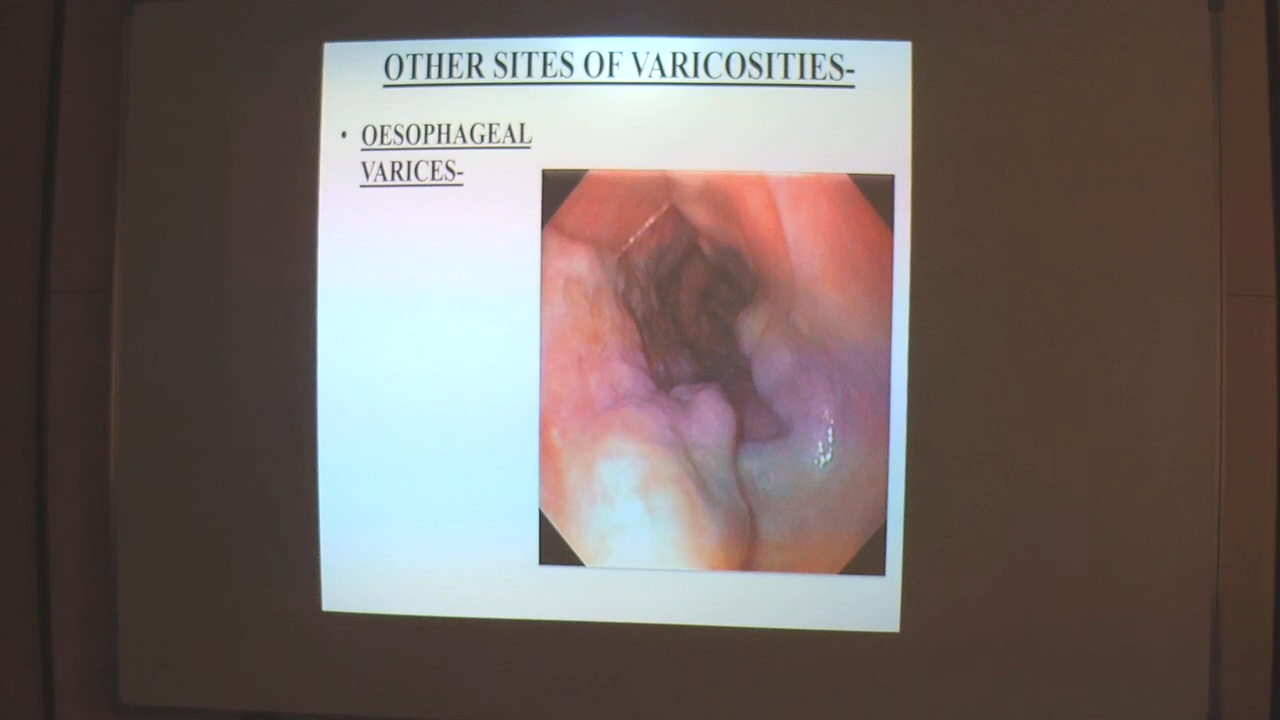 OTHER SITES OF VARICOSITIES-
• OESOPHAGEAL
VARICES-